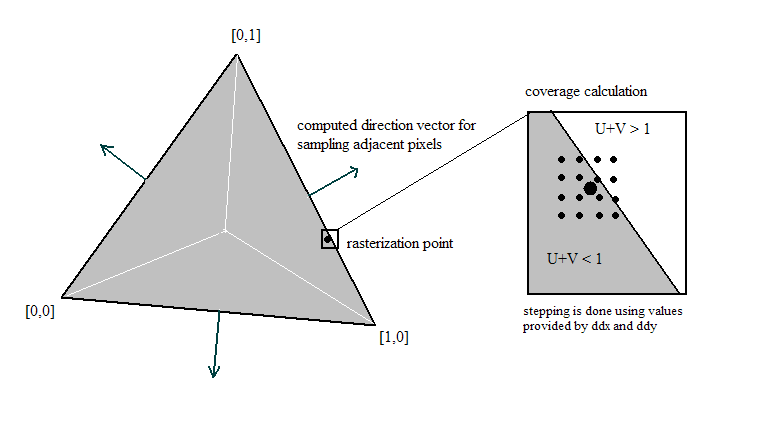 [0,1]
coverage calculation
computed direction vector for
sampling adjacent pixels
U+V > 1
rasterization point
U+V < 1
[0,0]
[1,0]
stepping is done using values
provided by ddx and ddy